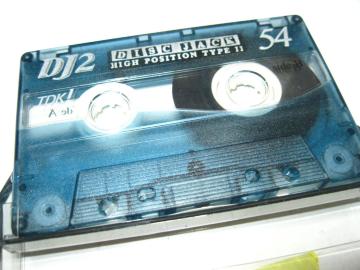 DJ2 DISC JACK 54
HIGH POSITION TYPE II
TDK